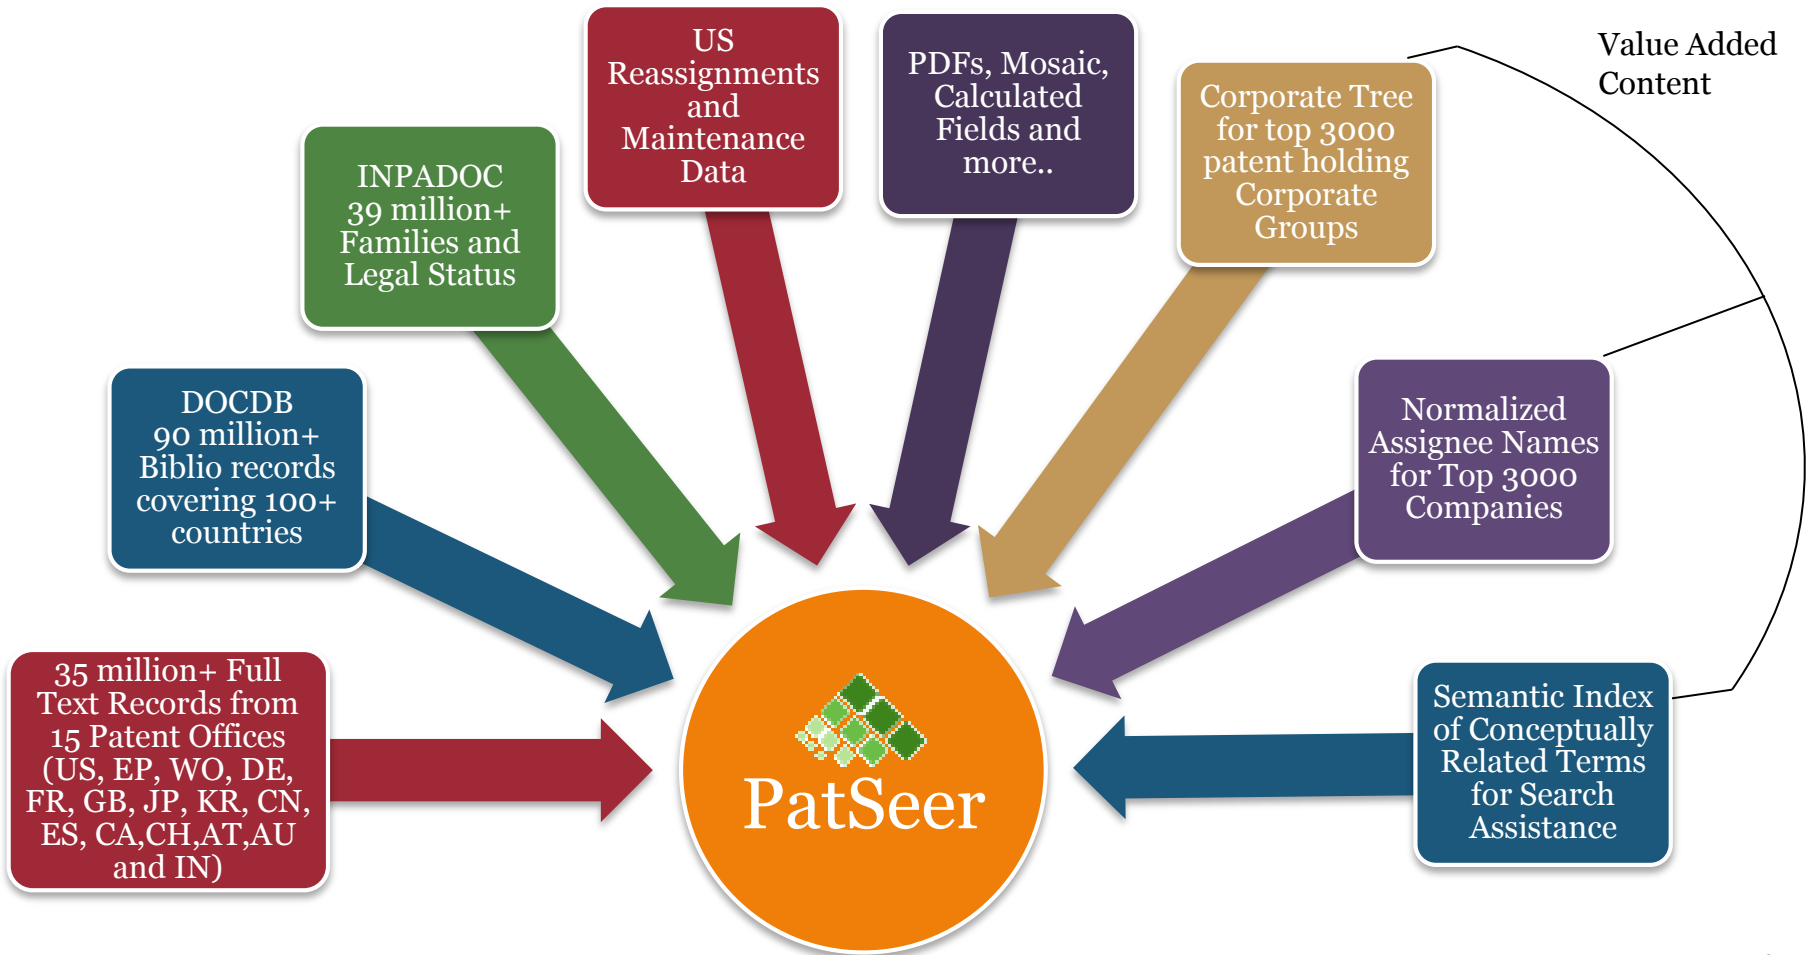 US
Reassignments
and
Maintenance
Data
PDFs, Mosaic,
Calculated
Fields and
more..
Corporate Tree
for top 3000
patent holding
Corporate
Groups
Value Added
Content
INPADOC
39 million+
Families and
Legal Status
DOCDB
90 million+
Biblio records
covering 100+
countries
Normalized
Assignee Names
for Top 3000
Companies
35 million+ Full
Text Records from
15 Patent Offices
(US, EP, WO, DE,
FR, GB, JP, KR, CN,
ES, CA,CH,AT,AU
and IN)
PatSeer
Semantic Index
of Conceptually
Related Terms
for Search
Assistance